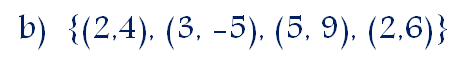 b) {(2,4), (3, -5), (5, 9), (2,6)}